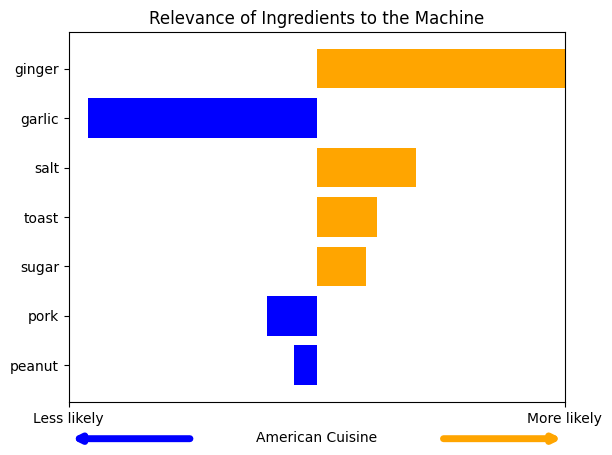 Relevance of Ingredients to the Machine
ginger
garlic
salt
toast
sugar
pork
peanut
Less likely
More likely
American Cuisine